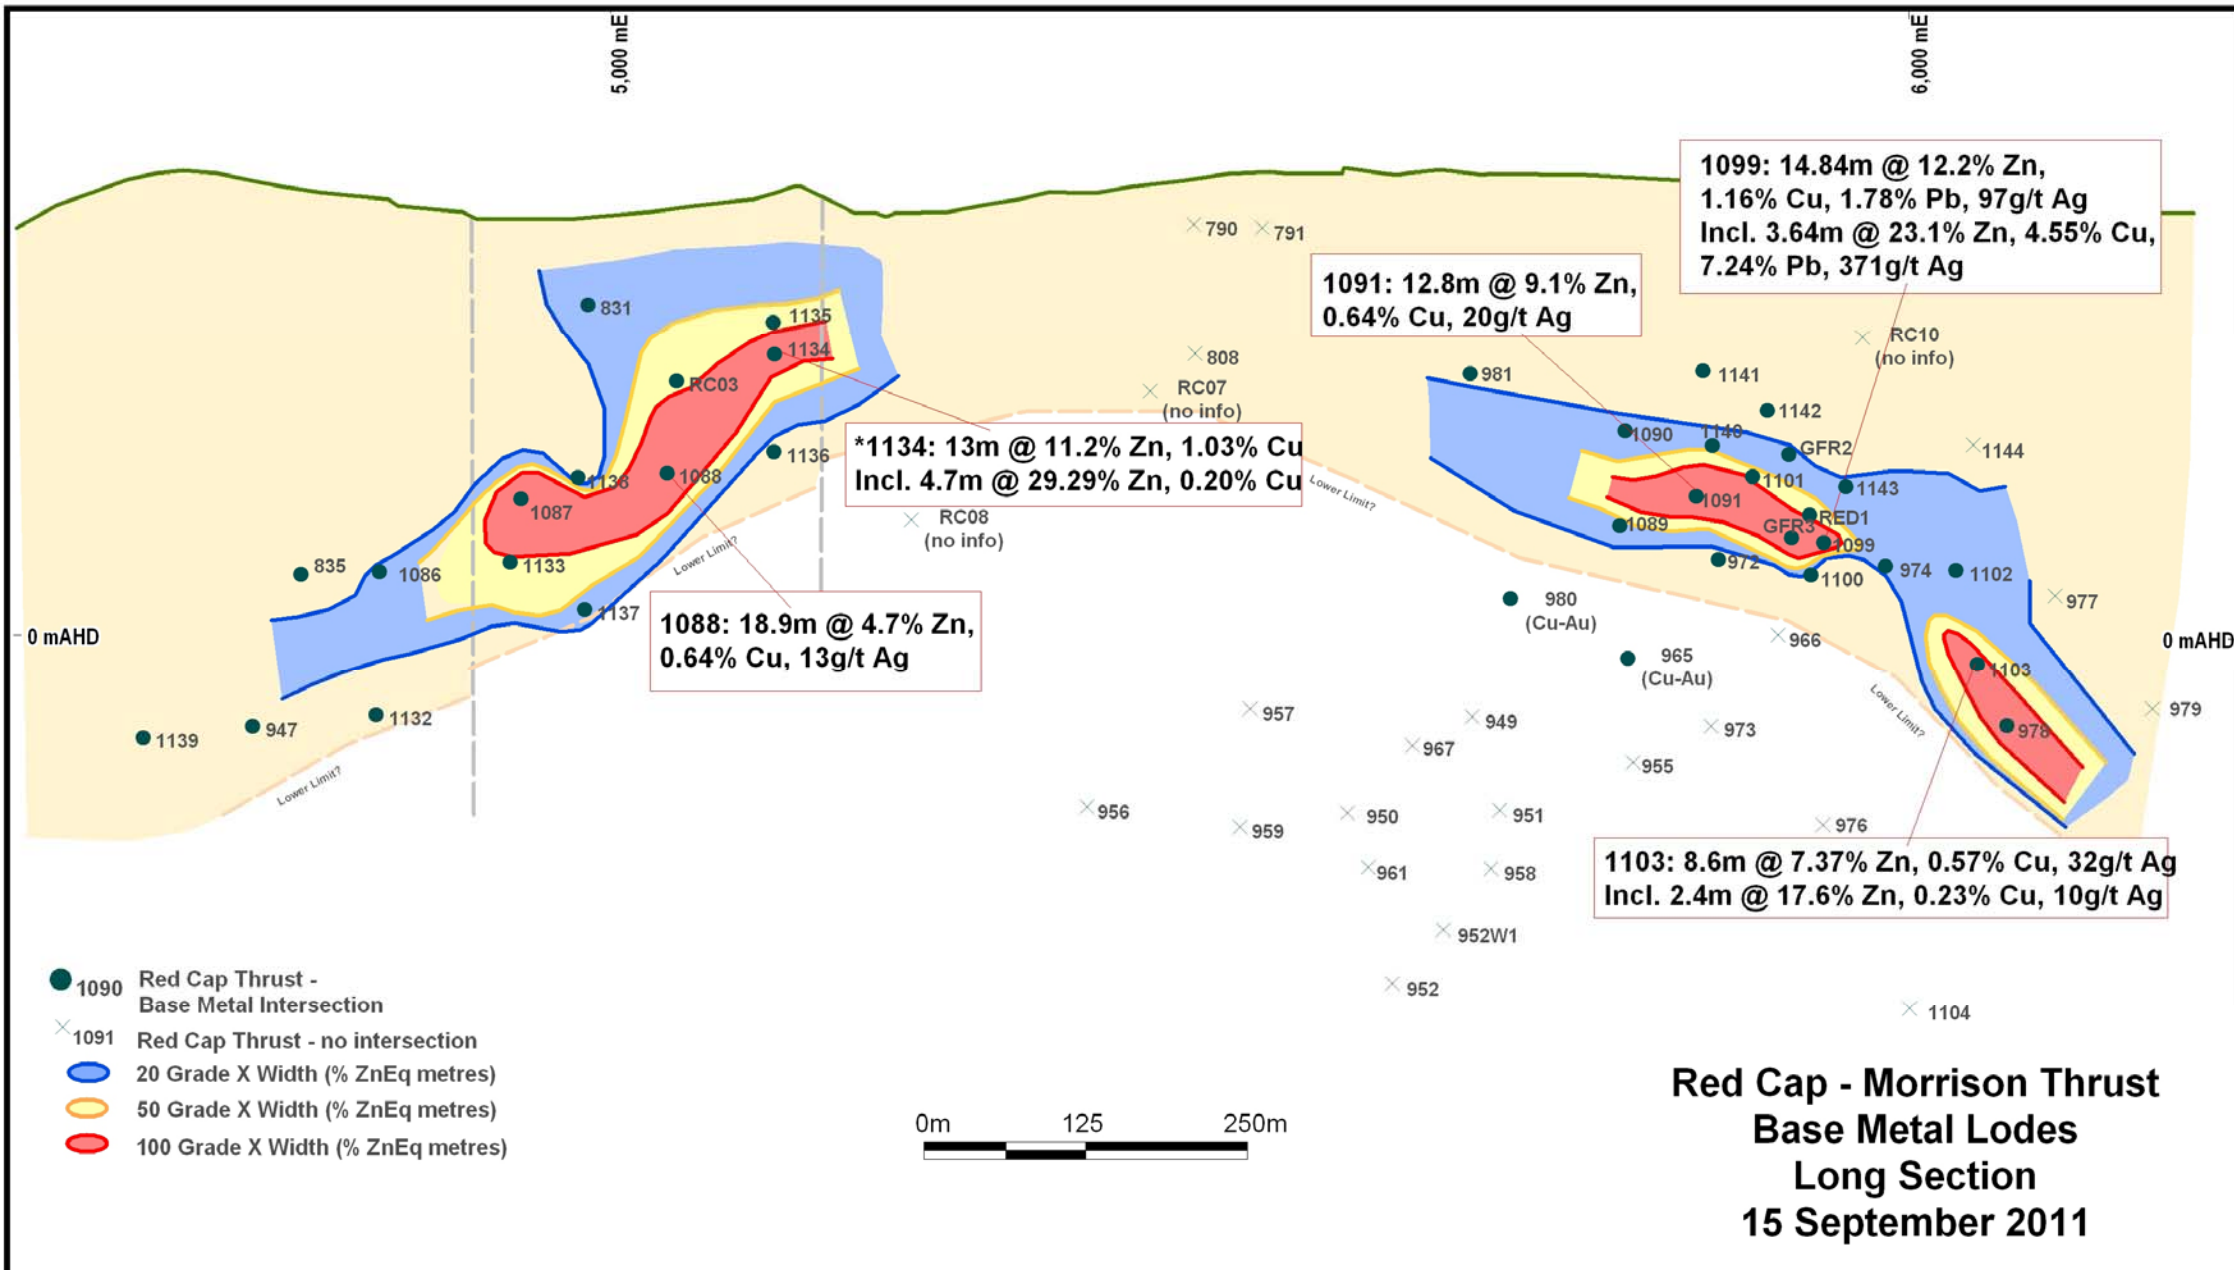 5,000 mE
6,000 mE
1099: 14.84m @ 12.2% Zn,
1.16% Cu, 1.78% Pb, 97g/t Ag
Incl. 3.64m @ 23.1% Zn, 4.55% Cu,
7.24% Pb, 371g/t Ag
790
791
1091: 12.8m @ 9.1% Zn,
0.64% Cu, 20g/t Ag
831
1135
1134
RC03
808
RC07
(no info)
RC10
(no info)
981
1141
1142
1090
1140
GFR2
1144
*1134: 13m @ 11.2% Zn, 1.03% Cu
Incl. 4.7m @ 29.29% Zn, 0.20% Cu
1136
1138
1088
1087
Lower Limit?
1101
1143
1091
RED1
GFR3
1089
1099
RC08
(no info)
Lower Limit?
835
1086
1133
972
1100
974
1102
977
1137
980
(Cu-Au)
1088: 18.9m @ 4.7% Zn,
0.64% Cu, 13g/t Ag
0 mAHD
0 mAHD
966
965
(Cu-Au)
1103
Lower Limit?
978
979
1139
947
1132
957
949
967
973
955
Lower Limit?
956
959
950
951
976
961
958
1103: 8.6m @ 7.37% Zn, 0.57% Cu, 32g/t Ag
Incl. 2.4m @ 17.6% Zn, 0.23% Cu, 10g/t Ag
952W1
952
1104
1090 Red Cap Thrust -
Base Metal Intersection
1091 Red Cap Thrust - no intersection
20 Grade X Width (% ZnEq metres)
50 Grade X Width (% ZnEq metres)
100 Grade X Width (% ZnEq metres)
0m 125 250m
Red Cap - Morrison Thrust
Base Metal Lodes
Long Section
15 September 2011